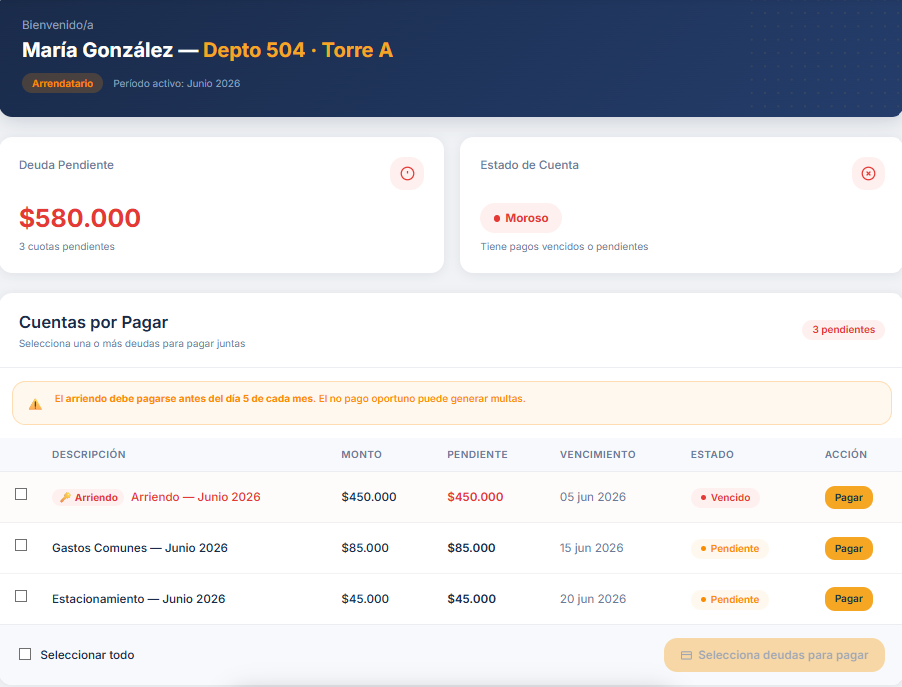 Bienvenido/a
María González — Depto 504 · Torre A
Arrendatario Período activo: Junio 2026
Deuda Pendiente
$580.000
3 cuotas pendientes
Estado de Cuenta
Moroso
Tiene pagos vencidos o pendientes
Cuentas por Pagar
Selecciona una o más deudas para pagar juntas
3 pendientes
El arriendo debe pagarse antes del día 5 de cada mes. El no pago oportuno puede generar multas.
DESCRIPCIÓN MONTO PENDIENTE VENCIMIENTO ESTADO ACCIÓN
Arriendo Arriendo — Junio 2026 $450.000 $450.000 05 jun 2026 Vencido Pagar
Gastos Comunes — Junio 2026 $85.000 $85.000 15 jun 2026 Pendiente Pagar
Estacionamiento — Junio 2026 $45.000 $45.000 20 jun 2026 Pendiente Pagar
Seleccionar todo Selecciona deudas para pagar